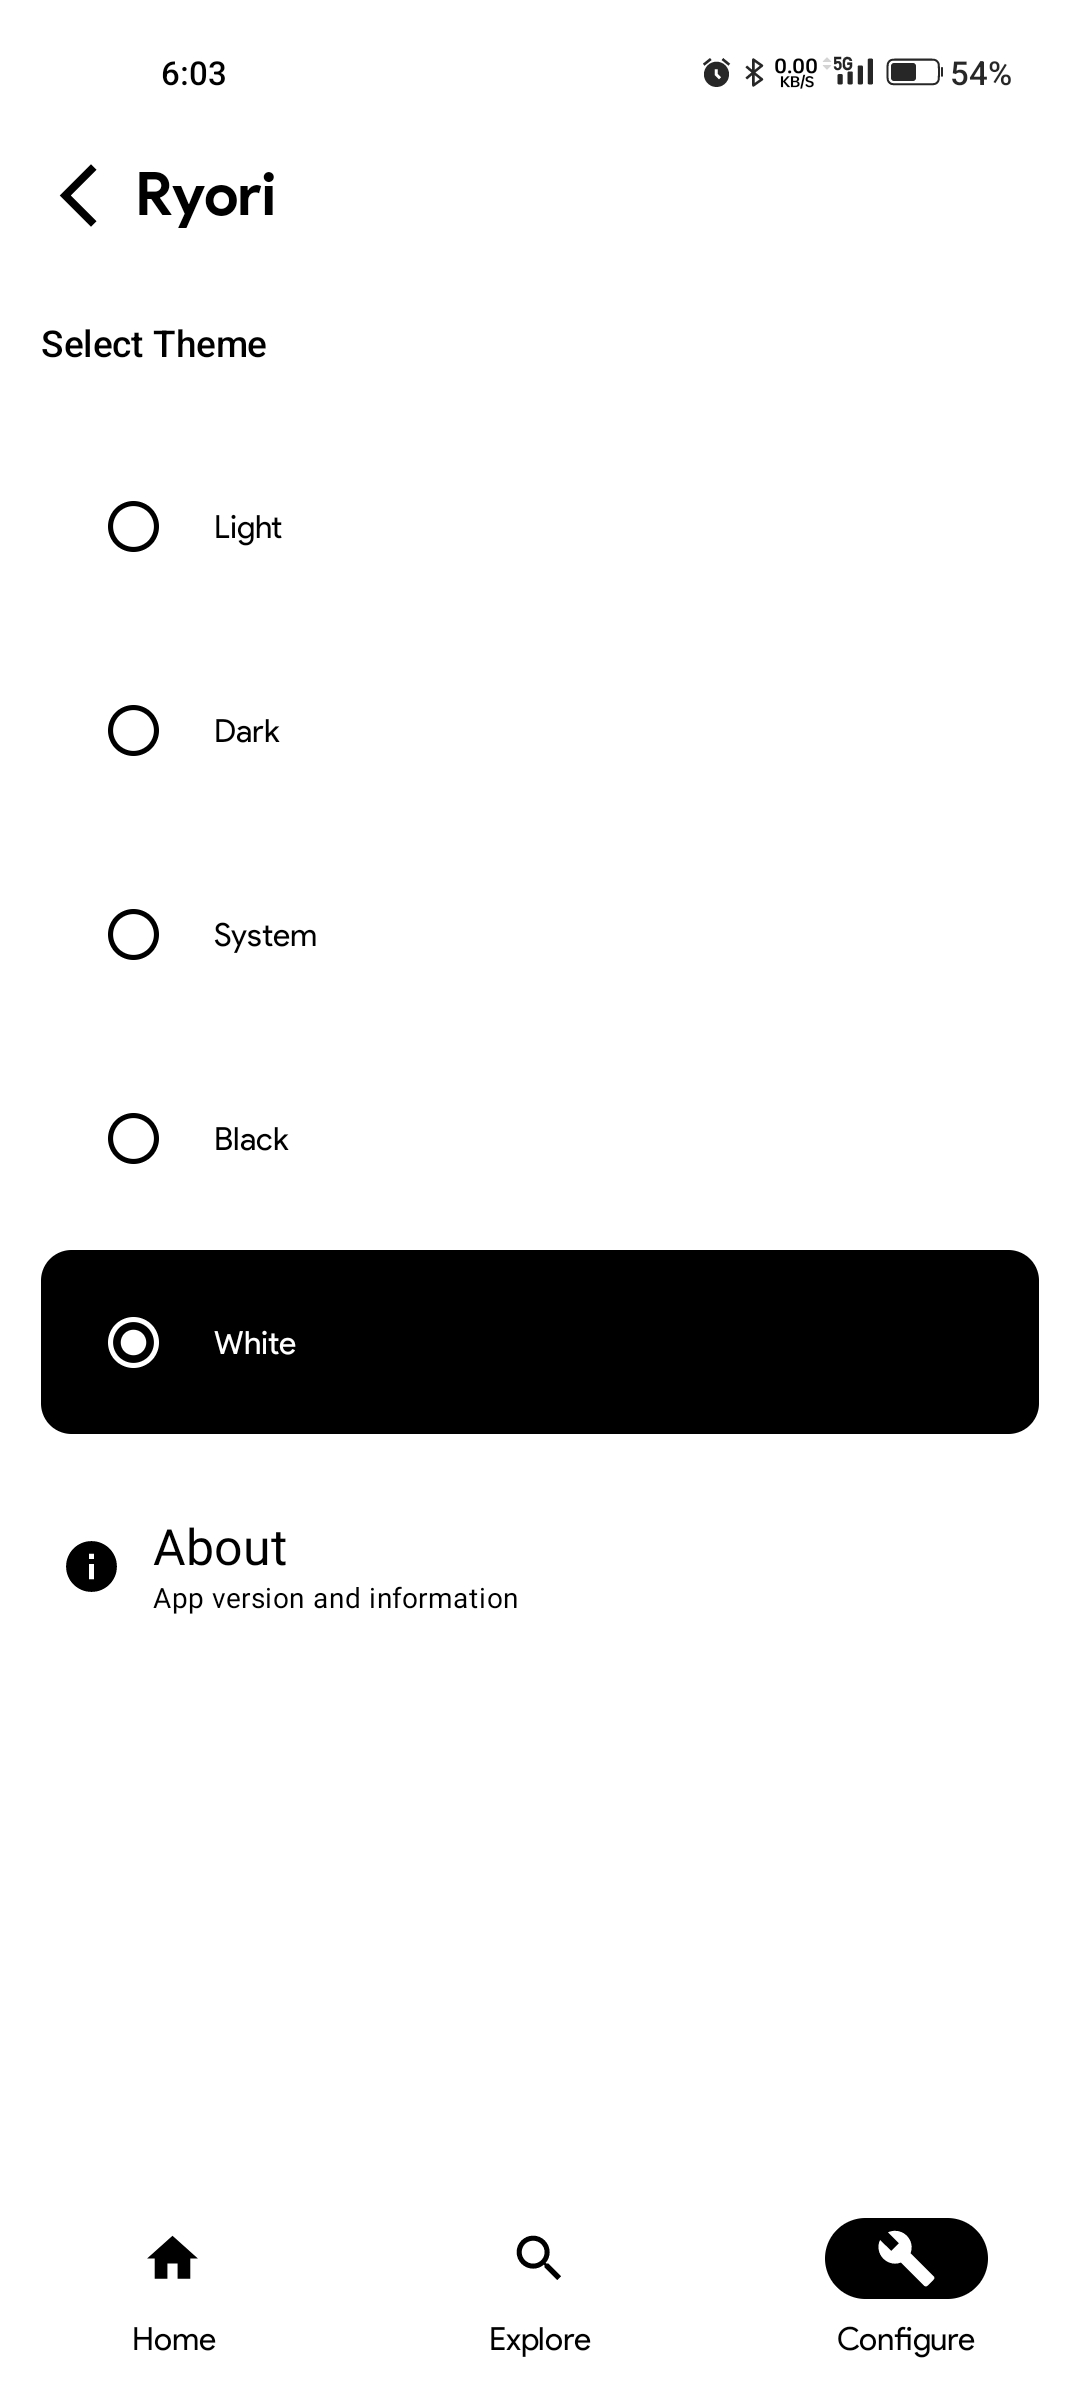 6:03
0.00
KB/S
5G
54%
Ryori
Select Theme
Light
Dark
System
Black
White
About
App version and information
Home
Explore
Configure